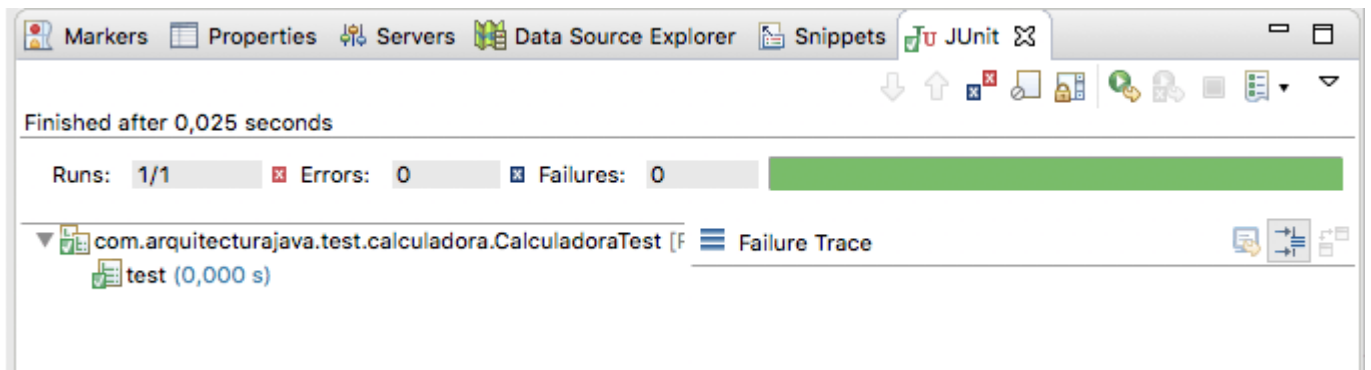 Markers Properties Servers Data Source Explorer Snippets JUnit
Finished after 0,025 seconds
Runs: 1/1 Errors: 0 Failures: 0
com.arquitecturajava.test.calculadora.CalculadoraTest [ Failure Trace
test (0,000 s)